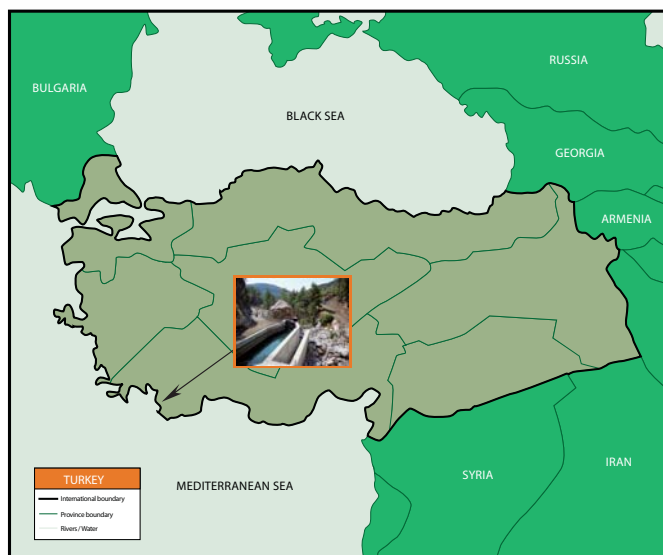 RUSSIA
BULGARIA
BLACK SEA
GEORGIA
ARMENIA
SYRIA
IRAN
MEDITERRANEAN SEA
TURKEY
International boundary
Province boundary
Rivers / Water